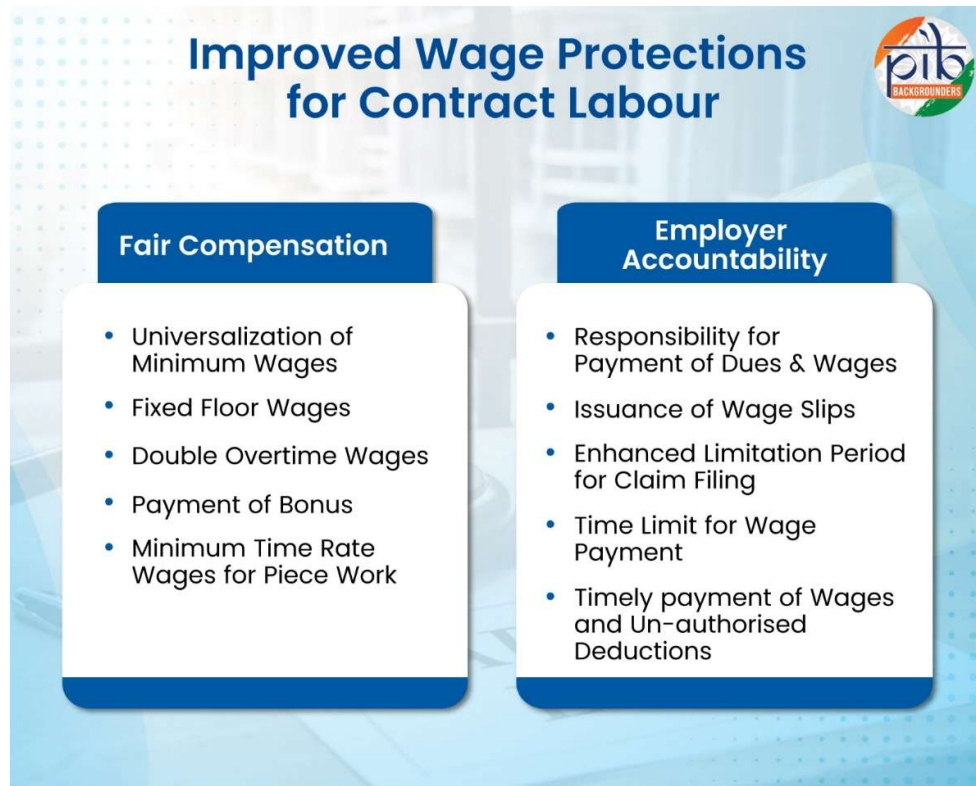 Improved Wage Protections
for Contract Labour
pib
BACKGROUNDERS
Fair Compensation
• Universalization of
Minimum Wages
• Fixed Floor Wages
• Double Overtime Wages
• Payment of Bonus
• Minimum Time Rate
Wages for Piece Work
Employer
Accountability
• Responsibility for
Payment of Dues & Wages
• Issuance of Wage Slips
• Enhanced Limitation Period
for Claim Filing
• Time Limit for Wage
Payment
• Timely payment of Wages
and Un-authorised
Deductions